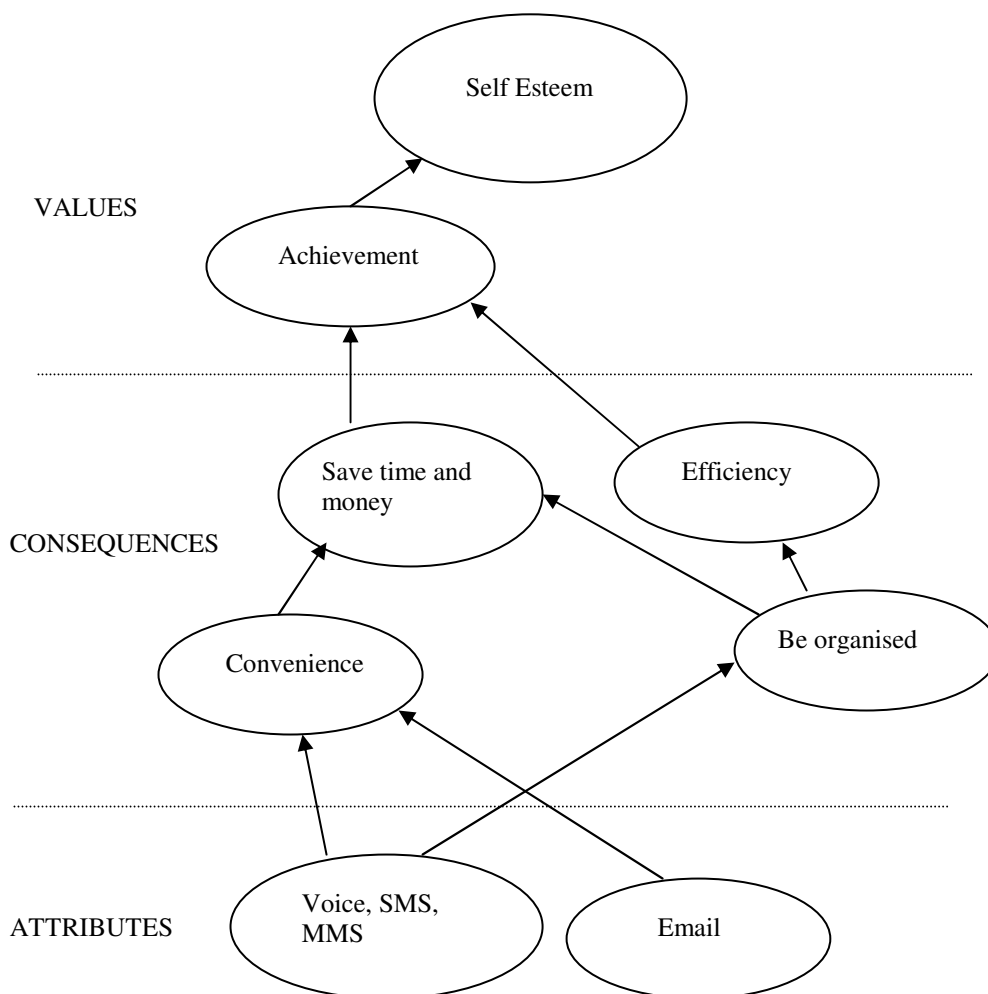 Self Esteem
VALUES
Achievement
Save time and
money
Efficiency
CONSEQUENCES
Be organised
Convenience
Voice, SMS,
MMS
ATTRIBUTES
Email